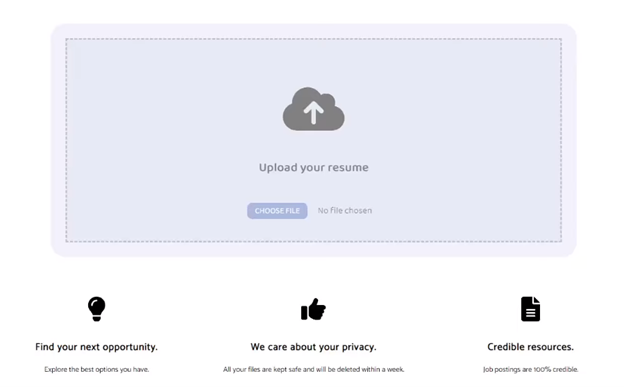 Upload your resume
CHOOSE FILE No file chosen
Find your next opportunity. We care about your privacy. Credible resources.
Explore the best options you have. All your files are kept safe and will be deleted within a week. Job postings are 100% credible.